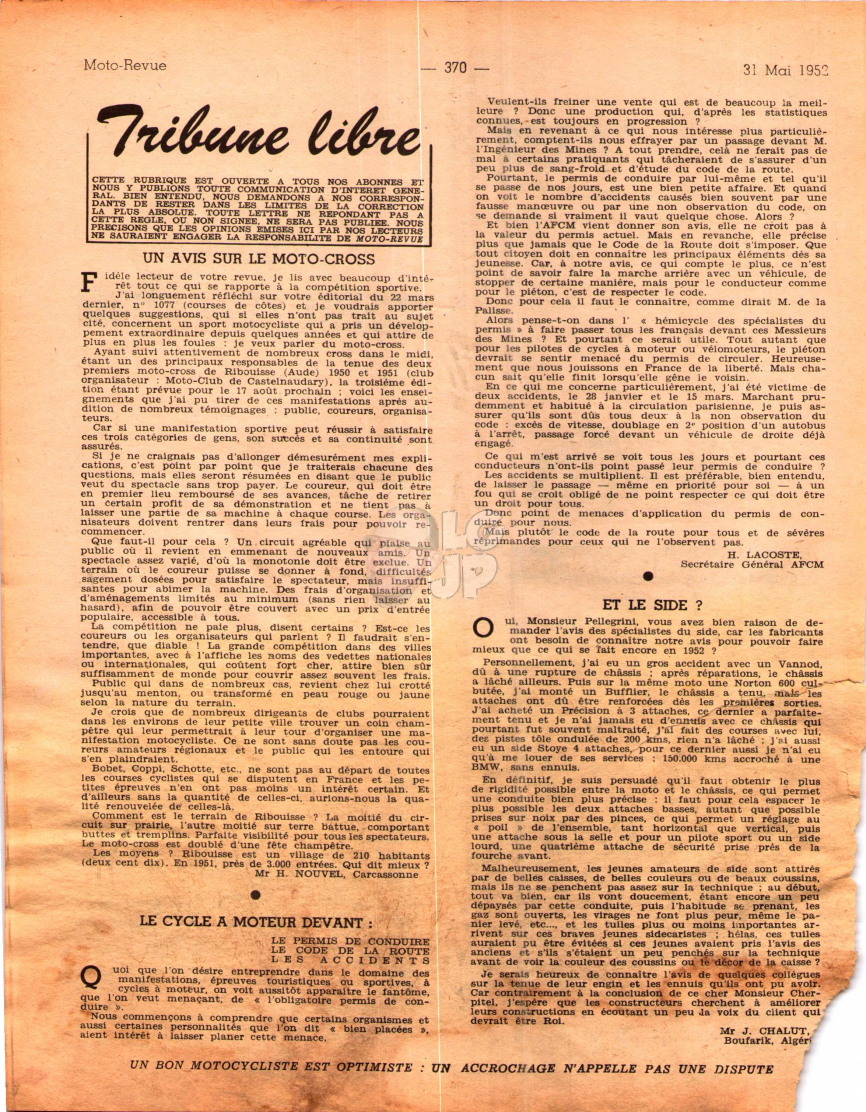 Moto-Revue
— 370 —
31 Mai 1952
Tribune libre
CETTE RUBRIQUE EST OUVERTE A TOUS NOS ABONNES ET
NOUS Y PUBLIONS TOUTE COMMUNICATION D'INTERET GENE-
RAL. BIEN ENTENDU, NOUS DEMANDONS A NOS CORRESPON-
DANTS DE RESTER DANS LES LIMITES DE LA CORRECTION
LA PLUS ABSOLUE. TOUTE LETTRE NE REPONDANT PAS A
CETTE REGLE, OU NON SIGNEE, NE SERA PAS PUBLIEE. NOUS
PRECISONS QUE LES OPINIONS EMISES ICI PAR NOS LECTEURS
NE SAURAIENT ENGAGER LA RESPONSABILITE DE MOTO-REVUE
UN AVIS SUR LE MOTO-CROSS
Fidèle lecteur de votre revue, je lis avec beaucoup d'inté-
rêt tout ce qui se rapporte à la compétition sportive.
J'ai longuement réfléchi sur votre éditorial du 22 mars
dernier, n° 1077 (courses de côtes) et je voudrais apporter
quelques suggestions, qui si elles n'ont pas trait au sujet
cité, concernent un sport motocycliste qui a pris un dévelop-
pement extraordinaire depuis quelques années et qui attire de
plus en plus les foules : je veux parler du moto-cross.
Ayant suivi attentivement de nombreux cross dans le midi,
étant un des principaux responsables de la tenue des deux
premiers moto-cross de Ribouisse (Aude) 1950 et 1951 (club
organisateur : Moto-Club de Castelnaudary), la troisième édi-
tion étant prévue pour le 17 août prochain ; voici les ensei-
gnements que j'ai pu tirer de ces manifestations après au-
dition de nombreux témoignages : public, coureurs, organisa-
teurs.
Car si une manifestation sportive peut réussir à satisfaire
ces trois catégories de gens, son succès et sa continuité sont
assurés.
Si je ne craignais pas d'allonger démesurément mes expli-
cations, c'est point par point que je traiterais chacune des
questions, mais elles seront résumées en disant que le public
veut du spectacle sans trop payer. Le coureur, qui doit être
en premier lieu remboursé de ses avances, tâche de retirer
un certain profit de sa démonstration et ne tient pas à
laisser une partie de sa machine à chaque course. Les orga-
nisateurs doivent rentrer dans leurs frais pour pouvoir re-
commencer.
Que faut-il pour cela ? Un circuit agréable qui plaise au
public où il revient en emmenant de nouveaux amis. Un
spectacle assez varié, d'où la monotonie doit être exclue. Un
terrain où le coureur puisse se donner à fond, difficultés
sagement dosées pour satisfaire le spectateur, mais insuffi-
santes pour abimer la machine. Des frais d'organisation et
d'aménagements limités au minimum (sans rien laisser au
hasard), afin de pouvoir être couvert avec un prix d'entrée
populaire, accessible à tous.
La compétition ne paie plus, disent certains ? Est-ce les
coureurs ou les organisateurs qui parlent ? Il faudrait s'en-
tendre, que diable ! La grande compétition dans des villes
importantes, avec à l'affiche les noms des vedettes nationales
ou internationales, qui coûtent fort cher, attire bien sûr
suffisamment de monde pour couvrir assez souvent les frais.
Public qui dans de nombreux cas, revient chez lui crotté
jusqu'au menton, ou transformé en peau rouge ou jaune
selon la nature du terrain.
Je crois que de nombreux dirigeants de clubs pourraient
dans les environs de leur petite ville trouver un coin cham-
pêtre qui leur permettrait à leur tour d'organiser une ma-
nifestation motocycliste. Ce ne sont sans doute pas les cou-
reurs amateurs régionaux et le public qui les entoure qui
s'en plaindraient.
Bobet, Coppi, Schotte, etc., ne sont pas au départ de toutes
les courses cyclistes qui se disputent en France et les pe-
tites épreuves n'en ont pas moins un intérêt certain. Et
d'ailleurs sans la quantité de celles-ci, aurions-nous la qua-
lité renouvelée de celles-là.
Comment est le terrain de Ribouisse ? La moitié du cir-
cuit sur prairie, l'autre moitié sur terre battue, comportant
buttes et tremplins. Parfaite visibilité pour tous les spectateurs.
Le moto-cross est doublé d'une fête champêtre.
Les moyens ? Ribouisse est un village de 210 habitants
(deux cent dix). En 1951, près de 3.000 entrées. Qui dit mieux ?
Mr H. NOUVEL, Carcassonne
LE CYCLE A MOTEUR DEVANT :
LE PERMIS DE CONDUIRE
LE CODE DE LA ROUTE
LES ACCIDENTS
Quoi que l'on désire entreprendre dans le domaine des
manifestations, épreuves touristiques ou sportives, à
cycles à moteur, on voit aussitôt apparaître le fantôme,
que l'on veut menaçant, de « l'obligatoire permis de con-
duire ».
Nous commençons à comprendre que certains organismes et
aussi certaines personnalités que l'on dit « bien placées »,
aient intérêt à laisser planer cette menace.
Veulent-ils freiner une vente qui est de beaucoup la meil-
leure ? Donc une production qui, d'après les statistiques
connues, est toujours en progression ?
Mais en revenant à ce qui nous intéresse plus particuliè-
rement, comptent-ils nous effrayer par un passage devant M.
l'Ingénieur des Mines ? A tout prendre, cela ne ferait pas de
mal à certains pratiquants qui tâcheraient de s'assurer d'un
peu plus de sang-froid et d'étude du code de la route.
Pourtant, le permis de conduire par lui-même et tel qu'il
se passe de nos jours, est une bien petite affaire. Et quand
on voit le nombre d'accidents causés bien souvent par une
fausse manœuvre ou par une non observation du code, on
se demande si vraiment il vaut quelque chose. Alors ?
Et bien l'AFCM vient donner son avis, elle ne croit pas à
la valeur du permis actuel. Mais en revanche, elle précise
plus que jamais que le Code de la Route doit s'imposer. Que
tout citoyen doit en connaître les principaux éléments dès sa
jeunesse. Car, à notre avis, ce qui compte le plus, ce n'est
point de savoir faire la marche arrière avec un véhicule, de
stopper de certaine manière, mais pour le conducteur comme
pour le piéton, c'est de respecter le code.
Donc pour cela il faut le connaître, comme dirait M. de la
Palisse.
Alors pense-t-on dans l' « hémicycle des spécialistes du
permis » à faire passer tous les français devant ces Messieurs
des Mines ? Et pourtant ce serait utile. Tout autant que
pour les pilotes de cycles à moteur ou vélomoteurs, le piéton
devrait se sentir menacé du permis de circuler. Heureuse-
ment que nous jouissons en France de la liberté. Mais cha-
cun sait qu'elle finit lorsqu'elle gêne le voisin.
En ce qui me concerne particulièrement, j'ai été victime de
deux accidents, le 28 janvier et le 15 mars. Marchant pru-
demment et habitué à la circulation parisienne, je puis as-
surer qu'ils sont dûs tous deux à la non observation du
code : excès de vitesse, doublage en 2e position d'un autobus
à l'arrêt, passage forcé devant un véhicule de droite déjà
engagé.
Ce qui m'est arrivé se voit tous les jours et pourtant ces
conducteurs n'ont-ils point passé leur permis de conduire ?
Les accidents se multiplient. Il est préférable, bien entendu,
de laisser le passage — même en priorité pour soi — à un
fou qui se croit obligé de ne point respecter ce qui doit être
un droit pour tous.
Donc point de menaces d'application du permis de con-
duire pour nous.
Mais plutôt le code de la route pour tous et de sévères
réprimandes pour ceux qui ne l'observent pas.
H. LACOSTE,
Secrétaire Général AFCM
ET LE SIDE ?
Oui, Monsieur Pellegrini, vous avez bien raison de de-
mander l'avis des spécialistes du side, car les fabricants
ont besoin de connaître notre avis pour pouvoir faire
mieux que ce qui se fait encore en 1952 ?
Personnellement, j'ai eu un gros accident avec un Vannod,
dû à une rupture de châssis ; après réparations, le châssis
a lâché ailleurs. Puis sur la même moto une Norton 600 cul-
butée, j'ai monté un Bufflier, le châssis a tenu, mais les
attaches ont dû être renforcées dès les premières sorties.
J'ai acheté un Précision à 3 attaches, ce dernier a parfaite-
ment tenu et je n'ai jamais eu d'ennuis avec ce châssis qui
pourtant fut souvent maltraité, j'ai fait des courses avec lui,
des pistes tôle ondulée de 200 kms, rien n'a lâché ; j'ai aussi
eu un side Stoye 4 attaches, pour ce dernier aussi je n'ai eu
qu'à me louer de ses services : 150.000 kms accroché à une
BMW, sans ennuis.
En définitif, je suis persuadé qu'il faut obtenir le plus
de rigidité possible entre la moto et le châssis, ce qui permet
une conduite bien plus précise ; il faut pour cela espacer le
plus possible les deux attaches basses, autant que possible
prises sur noix par des pinces, ce qui permet un réglage au
« poil » de l'ensemble, tant horizontal que vertical, puis
une attache sous la selle et pour un pilote sport ou un side
lourd, une quatrième attache de sécurité prise près de la
fourche avant.
Malheureusement, les jeunes amateurs de side sont attirés
par de belles caisses, de belles couleurs ou de beaux coussins,
mais ils ne se penchent pas assez sur la technique ; au début,
tout va bien, car ils vont doucement, étant encore un peu
dépaysés par cette conduite, puis l'habitude se prenant, les
gaz sont ouverts, les virages ne font plus peur, même le pa-
nier levé, etc..., et les tuiles plus ou moins importantes ar-
rivent sur ces braves jeunes sidecaristes ; hélas, ces tuiles
auraient pu être évitées si ces jeunes avaient pris l'avis des
anciens et s'ils s'étaient un peu penchés sur la technique
avant de voir la couleur des coussins ou le décor de la caisse ?
Je serais heureux de connaître l'avis de quelques collègues
sur la tenue de leur engin et les ennuis qu'ils ont pu avoir.
Car contrairement à la conclusion de ce cher Monsieur Cher-
pitel, j'espère que les constructeurs cherchent à améliorer
leurs constructions en écoutant un peu la voix du client qui
devrait être Roi.
Mr J. CHALUT,
Boufarik, Algér
UN BON MOTOCYCLISTE EST OPTIMISTE : UN ACCROCHAGE N'APPELLE PAS UNE DISPUTE